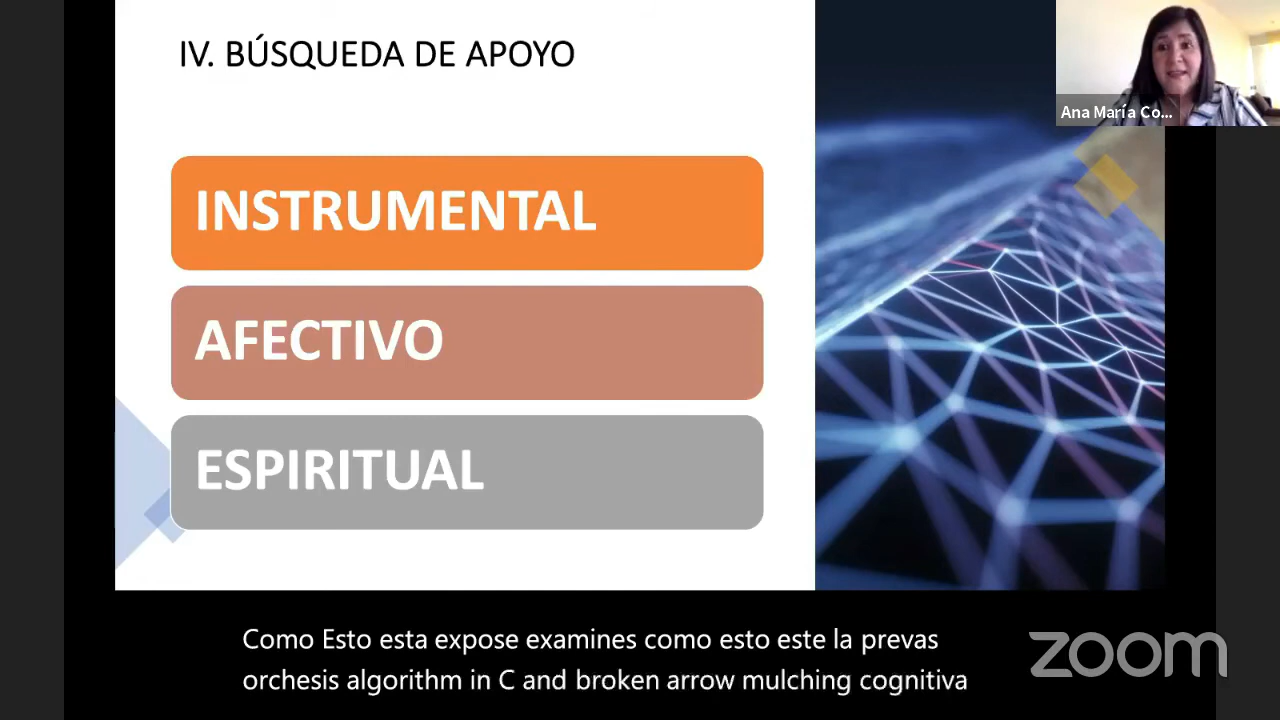 IV. BÚSQUEDA DE APOYO
Ana María Co...
INSTRUMENTAL
AFECTIVO
ESPIRITUAL
Como Esto esta expose examines como esto este la prevas
orchesis algorithm in C and broken arrow mulching cognitiva
zoom